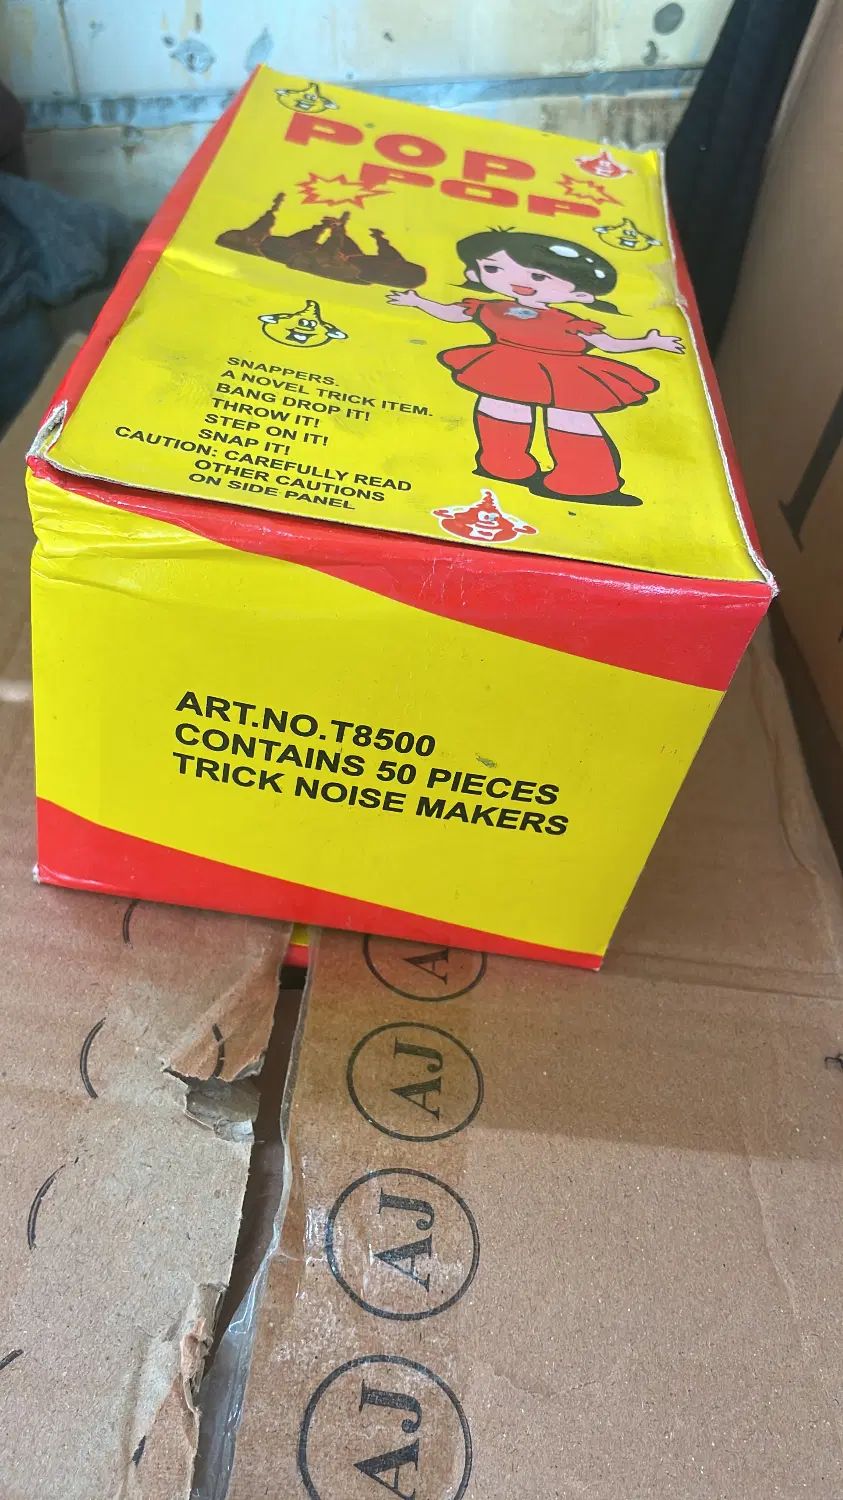 POP
POP
SNAPPERS.
A NOVEL TRICK ITEM.
BANG DROP IT!
THROW IT!
STEP ON IT!
SNAP IT!
CAUTION: CAREFULLY READ
OTHER CAUTIONS
ON SIDE PANEL
ART.NO.T8500
CONTAINS 50 PIECES
TRICK NOISE MAKERS
AJ
AJ
AJ
AJ